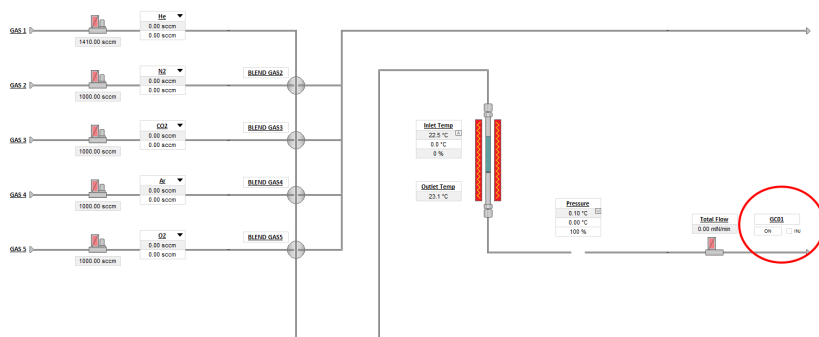 GAS 1
1410.00 sccm
He
0.00 sccm
0.00 sccm
GAS 2
1000.00 sccm
N2
0.00 sccm
0.00 sccm
BLEND GAS2
GAS 3
1000.00 sccm
CO2
0.00 sccm
0.00 sccm
BLEND GAS3
GAS 4
1000.00 sccm
Ar
0.00 sccm
0.00 sccm
BLEND GAS4
GAS 5
1000.00 sccm
O2
0.00 sccm
0.00 sccm
BLEND GAS5
Inlet Temp
22.5 °C
0.0 °C
0 %
Outlet Temp
23.1 °C
Pressure
0.10 °C
0.00 °C
100 %
Total Flow
0.00 mlN/min
GC01
ON
INJ